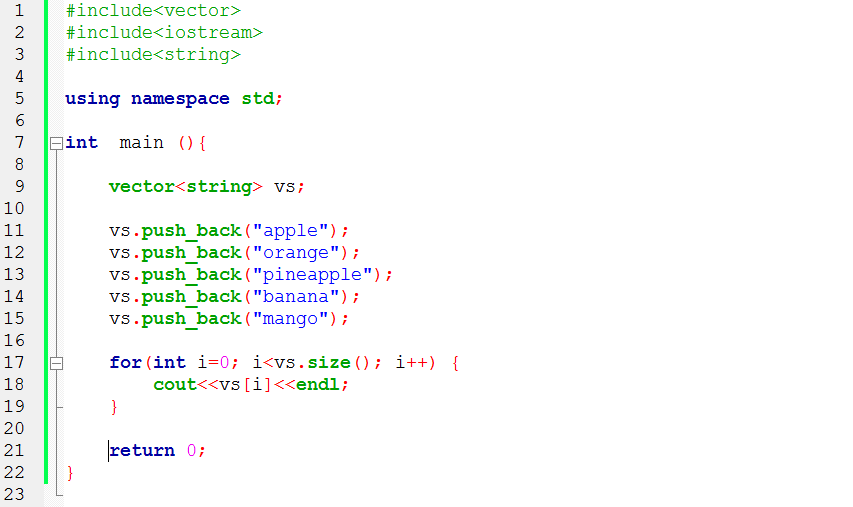 1 #include<vector>
2 #include<iostream>
3 #include<string>
4
5 using namespace std;
6
7 int  main (){
8
9     vector<string> vs;
10
11     vs.push_back("apple");
12     vs.push_back("orange");
13     vs.push_back("pineapple");
14     vs.push_back("banana");
15     vs.push_back("mango");
16
17     for(int i=0; i<vs.size(); i++) {
18         cout<<vs[i]<<endl;
19     }
20
21     return 0;
22 }
23